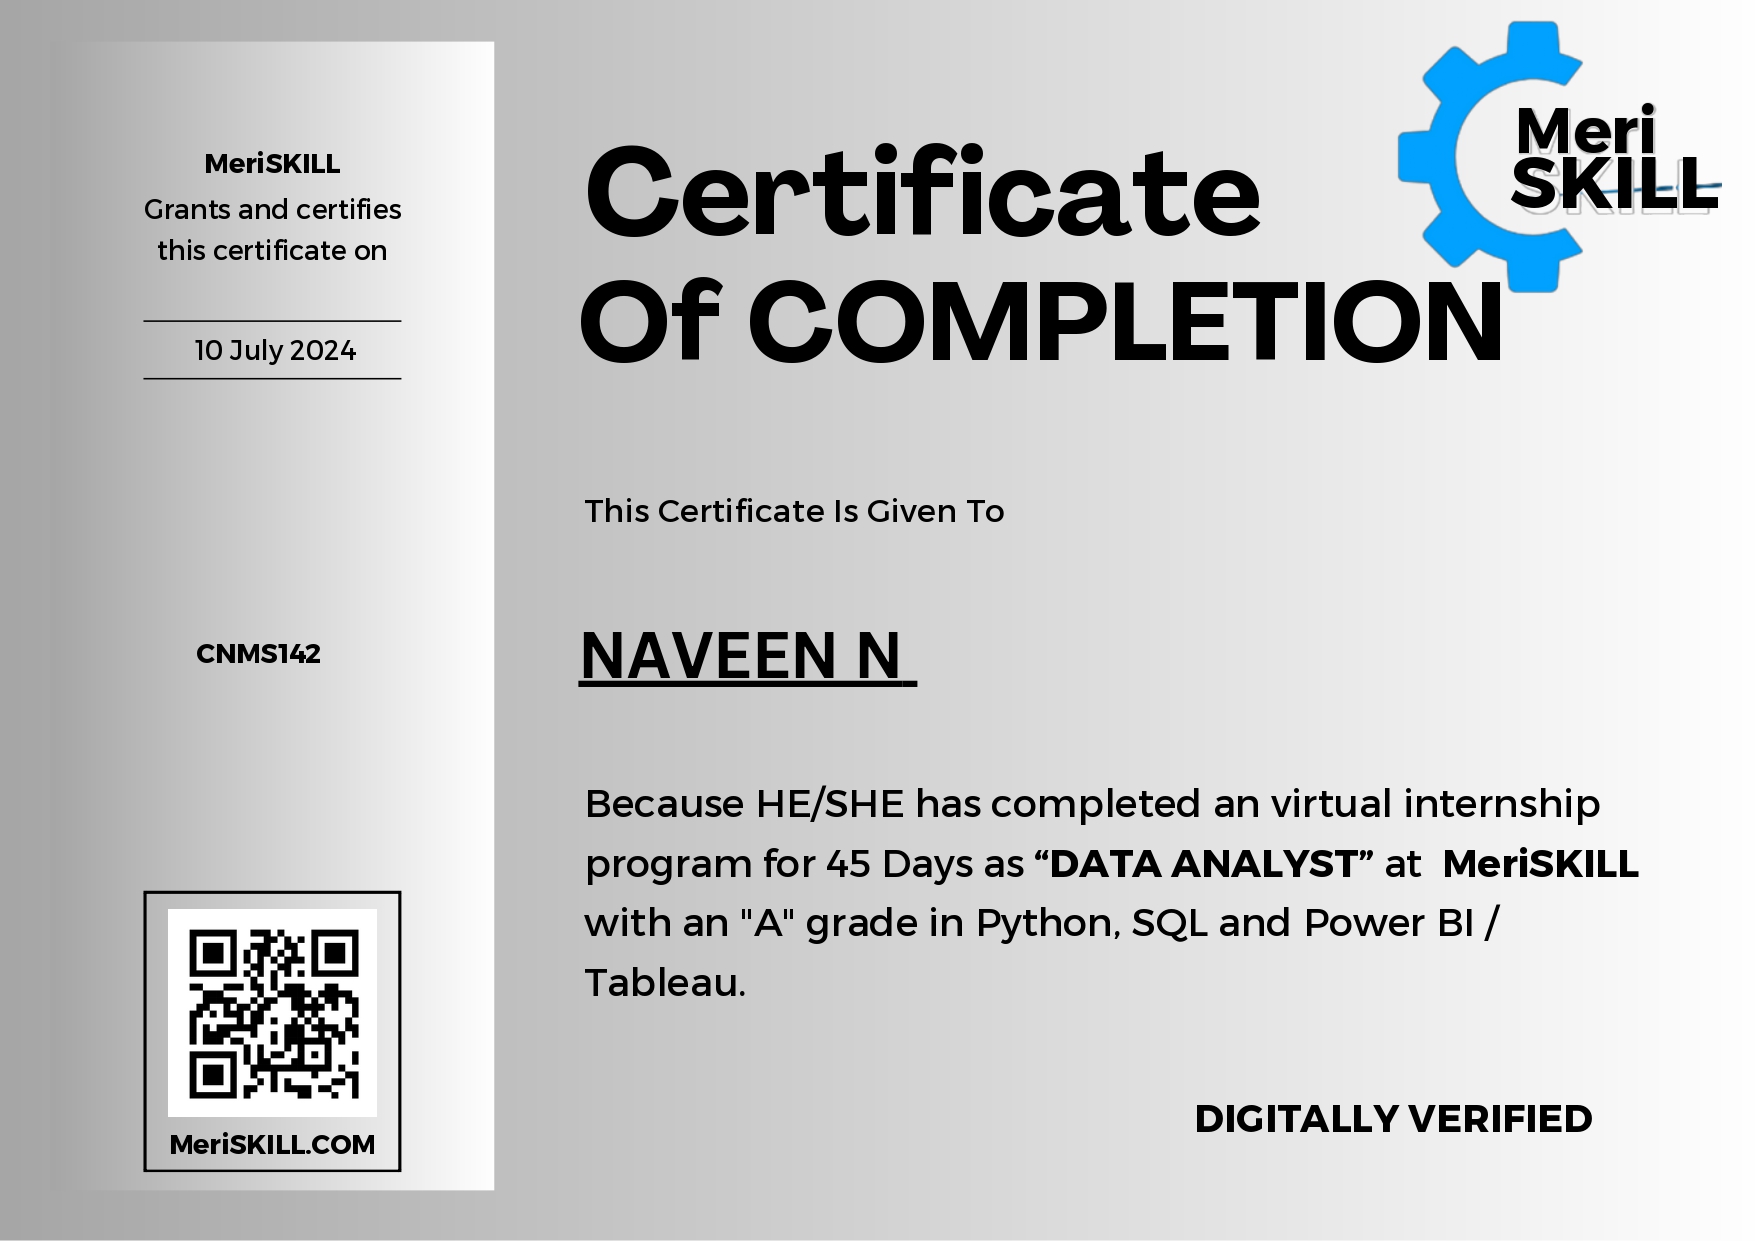 MeriSKILL
Grants and certifies
this certificate on
10 July 2024
CNMS142
MeriSKILL.COM
Meri
SKILL
Certificate
Of COMPLETION
This Certificate Is Given To
NAVEEN N
Because HE/SHE has completed an virtual internship
program for 45 Days as “DATA ANALYST” at MeriSKILL
with an "A" grade in Python, SQL and Power BI /
Tableau.
DIGITALLY VERIFIED